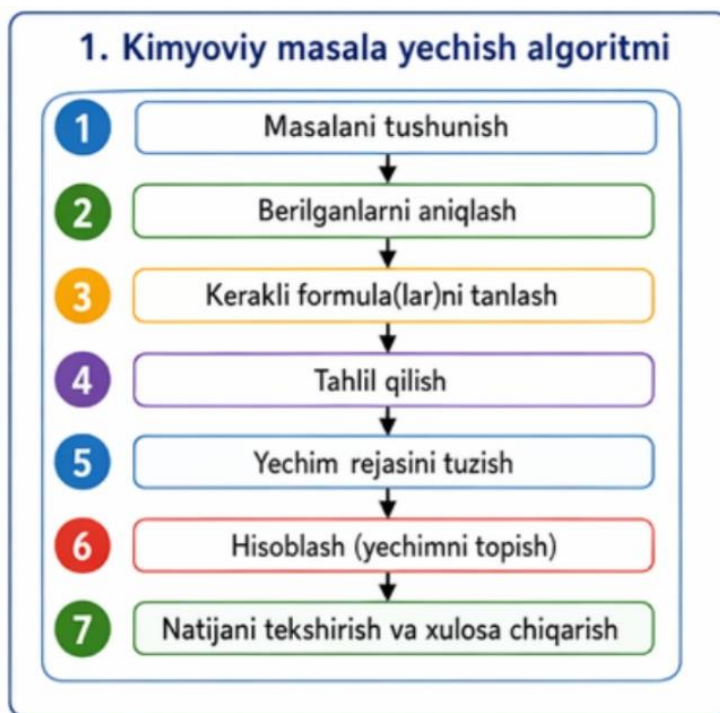 1. Kimyoviy masala yechish algoritmi
1 Masalani tushunish
2 Berilganlarni aniqlash
3 Kerakli formula(lar)ni tanlash
4 Tahlil qilish
5 Yechim rejasini tuzish
6 Hisoblash (yechimni topish)
7 Natijani tekshirish va xulosa chiqarish